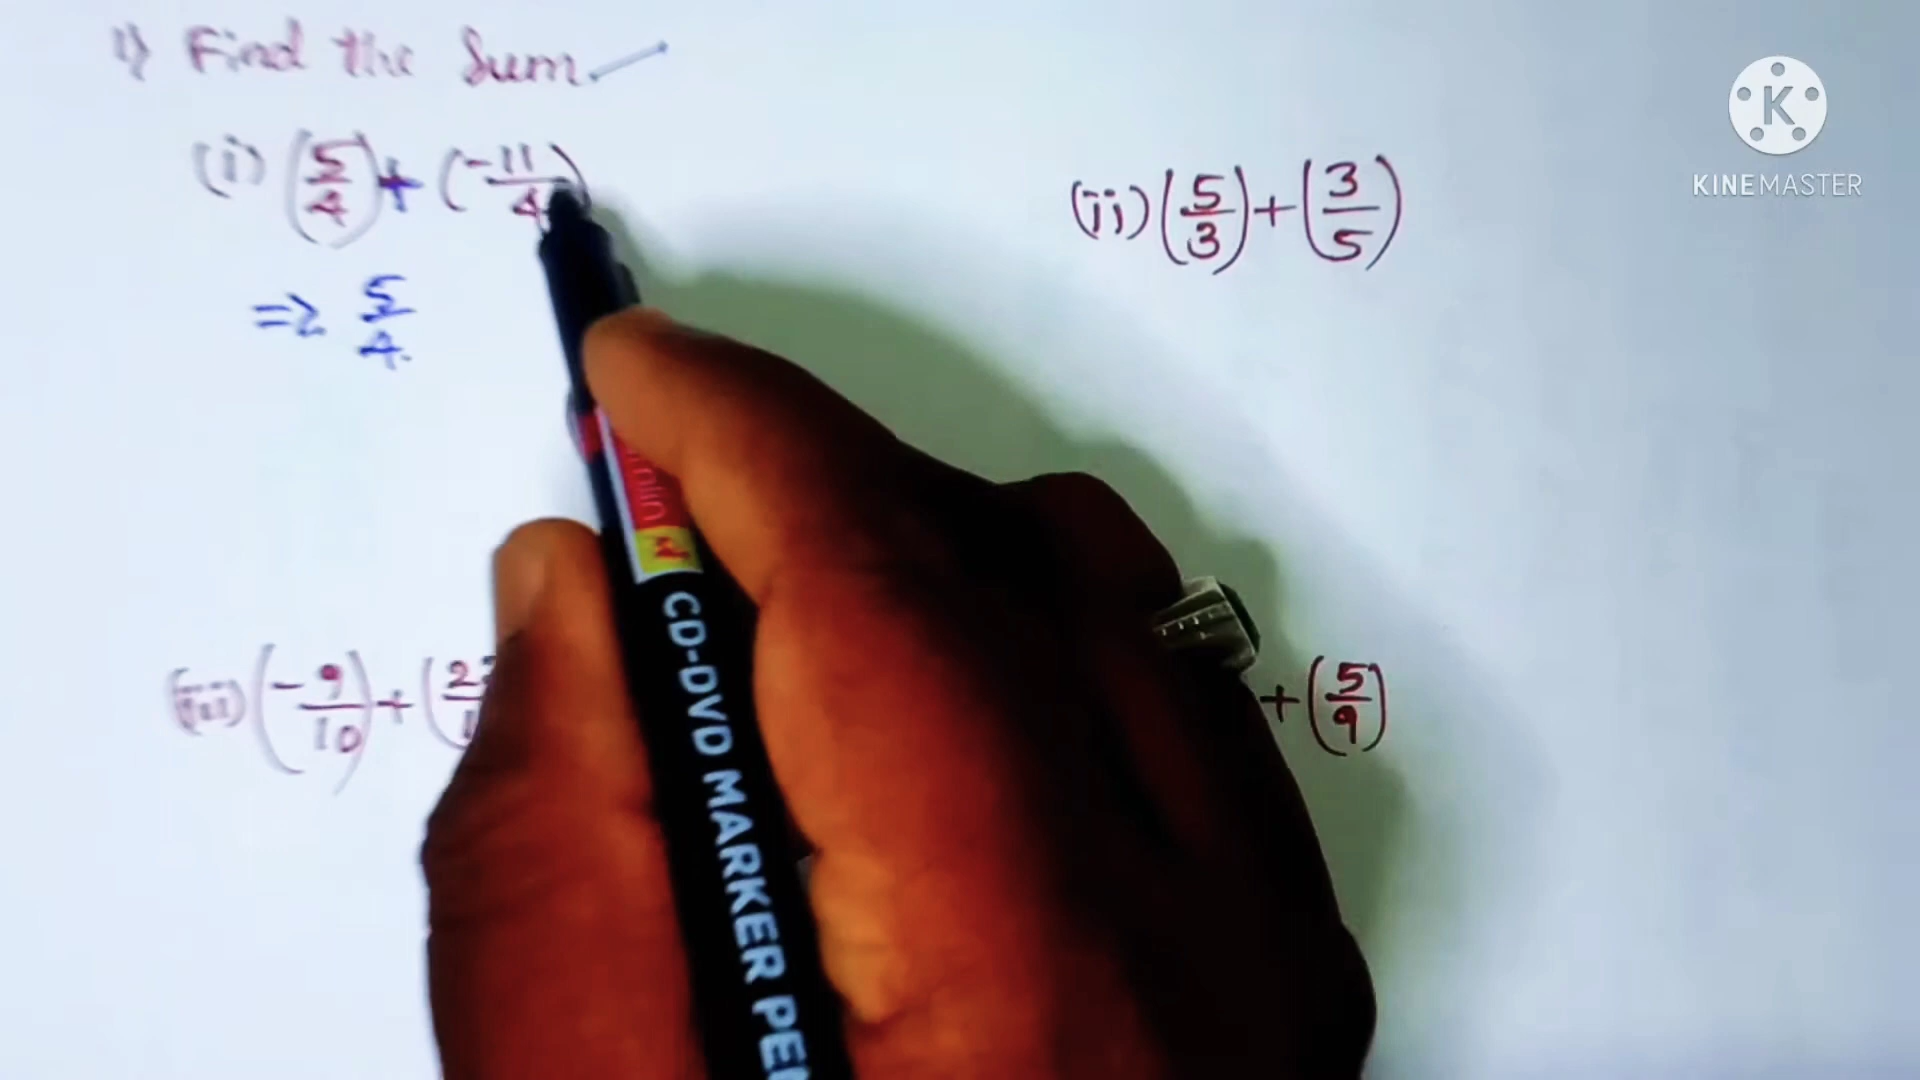 1) Find the Sum.
(i) (5/4) + (-11/4)
(ii) (5/3) + (3/5)
=> 5/4
(iii) (-9/10) +
+ (5/9)
CD-DVD MARKER
K
KINEMASTER